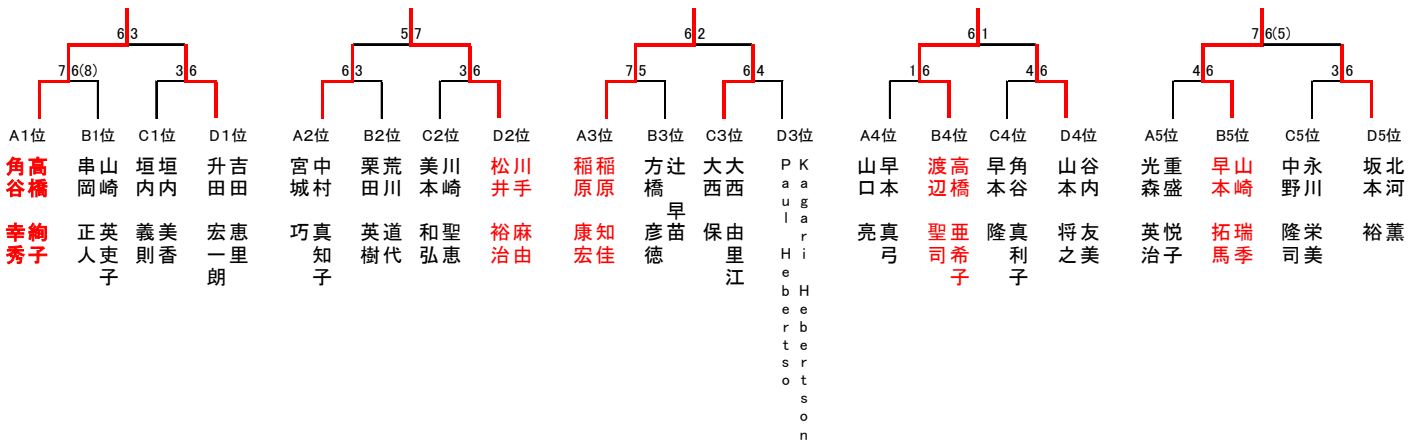 6 3
5 7
6 2
6 1
7 6(5)
7 6(8)
3 6
6 3
3 6
7 5
6 4
1 6
4 6
4 6
3 6
A1位 B1位 C1位 D1位
A2位 B2位 C2位 D2位
A3位 B3位 C3位 D3位
A4位 B4位 C4位 D4位
A5位 B5位 C5位 D5位
角谷 幸秀
高橋 絢子
串岡 正人
山崎 英吏子
垣内 義則
垣内 美香
升田 宏一朗
吉田 恵里
宮城 巧
中村 真知子
栗田 英樹
荒川 道代
美本 和弘
川崎 聖恵
松井 裕治
川手 麻由
稲原 康宏
稲原 知佳
方橋 彦徳
辻 早苗
大西 保
大西 由里江
Paul Hebertso
Kagari Hebertson
山口 亮
早本 真弓
渡辺 聖司
高橋 亜希子
早本 隆
角谷 真利子
山本 将之
谷内 友美
光森 英治
重盛 悦子
早本 拓馬
山崎 瑞季
中野 隆司
永川 栄美
坂本 裕
北河 薫